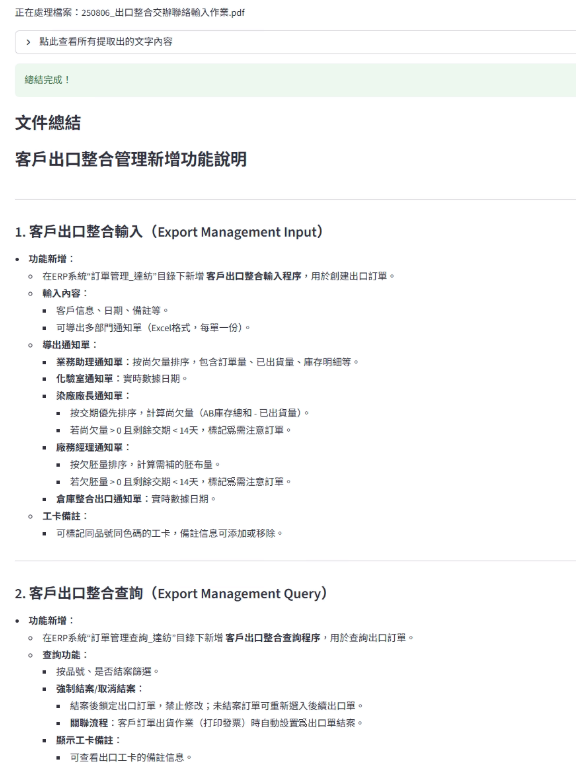 正在處理檔案：250806_出口整合交辦聯絡輸入作業.pdf
點此查看所有提取出的文字內容
總結完成！
文件總結
客戶出口整合管理新增功能說明
1. 客戶出口整合輸入（Export Management Input）
功能新增：
在ERP系統“訂單管理_達紡”目錄下新增 客戶出口整合輸入程序，用於創建出口訂單。
輸入內容：
客戶信息、日期、備註等。
可導出多部門通知單（Excel格式，每單一份）。
導出通知單：
業務助理通知單：按尚欠量排序，包含訂單量、已出貨量、庫存明細等。
化驗室通知單：實時數據日期。
染廠廠長通知單：
按交期優先排序，計算尚欠量（AB庫存總和 - 已出貨量）。
若尚欠量 > 0 且剩餘交期 < 14天，標記爲需注意訂單。
廠務經理通知單：
按欠胚量排序，計算需補的胚布量。
若欠胚量 > 0 且剩餘交期 < 14天，標記爲需注意訂單。
倉庫整合出口通知單：實時數據日期。
工卡備註：
可標記同品號同色碼的工卡，備註信息可添加或移除。
2. 客戶出口整合查詢（Export Management Query）
功能新增：
在ERP系統“訂單管理查詢_達紡”目錄下新增 客戶出口整合查詢程序，用於查詢出口訂單。
查詢功能：
按品號、是否結案篩選。
強制結案/取消結案：
結案後鎖定出口訂單，禁止修改；未結案訂單可重新選入後續出口單。
關聯流程：客戶訂單出貨作業（打印發票）時自動設置爲出口單結案。
顯示工卡備註：
可查看出口工卡的備註信息。